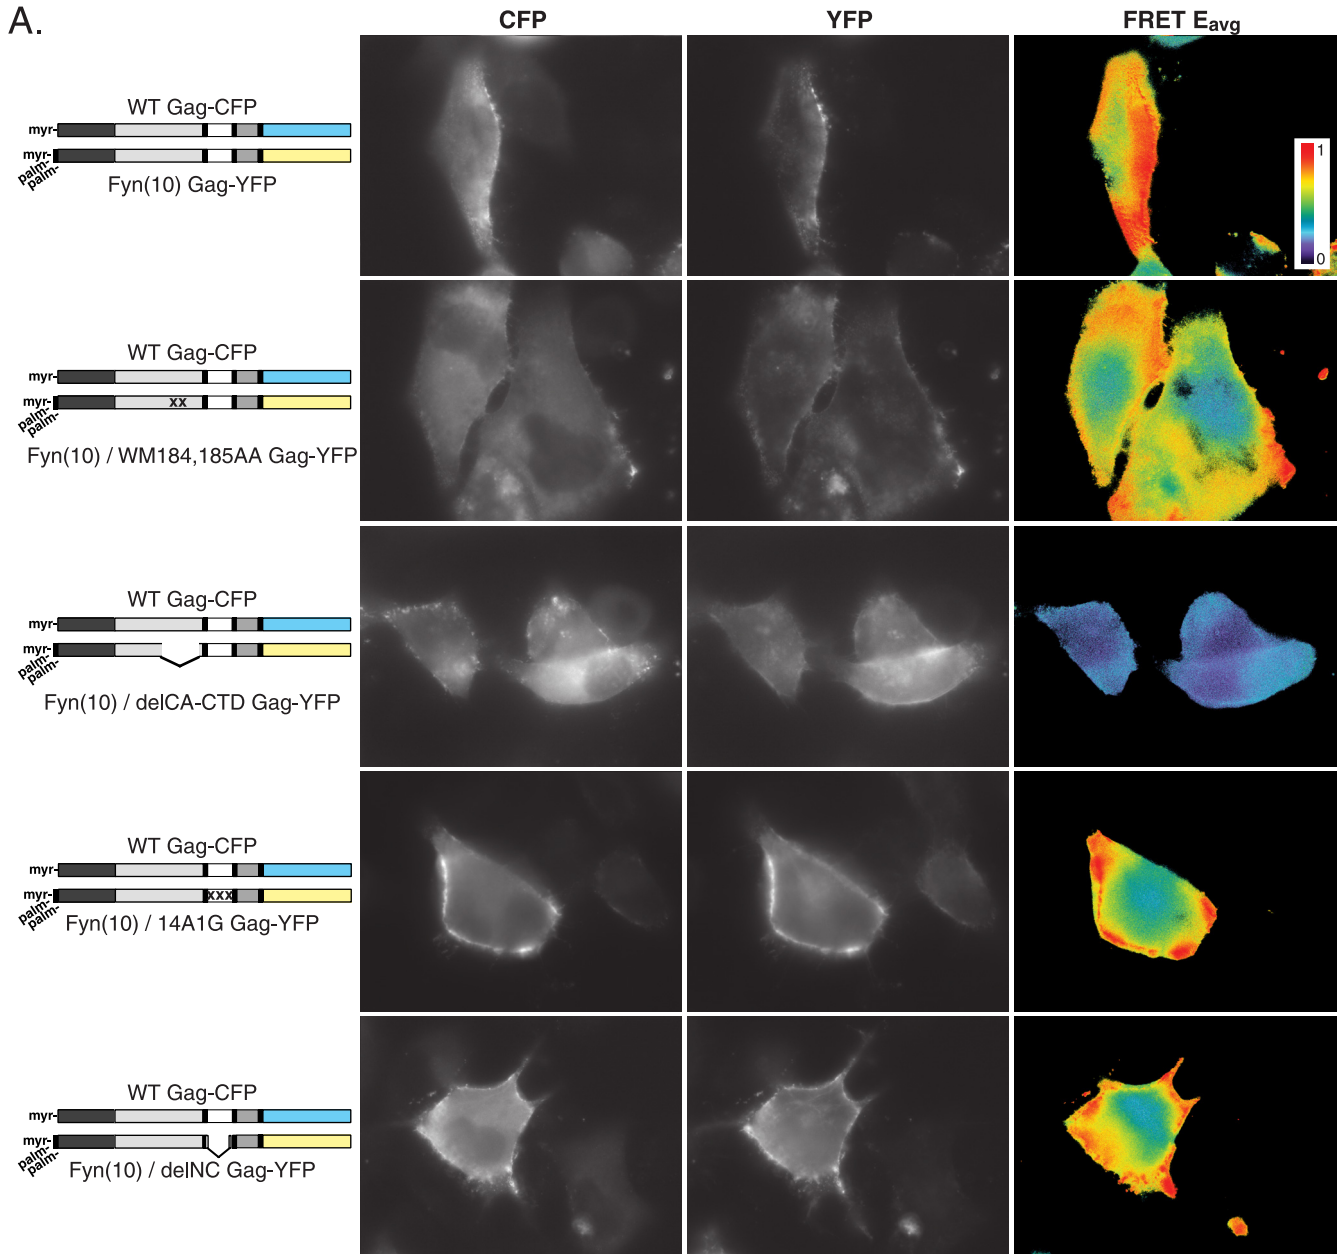 A.
CFP YFP FRET Eavg
WT Gag-CFP
myr-
myr-
palm-
palm-
Fyn(10) Gag-YFP
1
0
WT Gag-CFP
myr-
myr-
xx
palm-
palm-
Fyn(10) / WM184,185AA Gag-YFP
WT Gag-CFP
myr-
myr-
palm-
palm-
Fyn(10) / delCA-CTD Gag-YFP
WT Gag-CFP
myr-
myr-
xxx
palm-
palm-
Fyn(10) / 14A1G Gag-YFP
WT Gag-CFP
myr-
myr-
palm-
palm-
Fyn(10) / delNC Gag-YFP